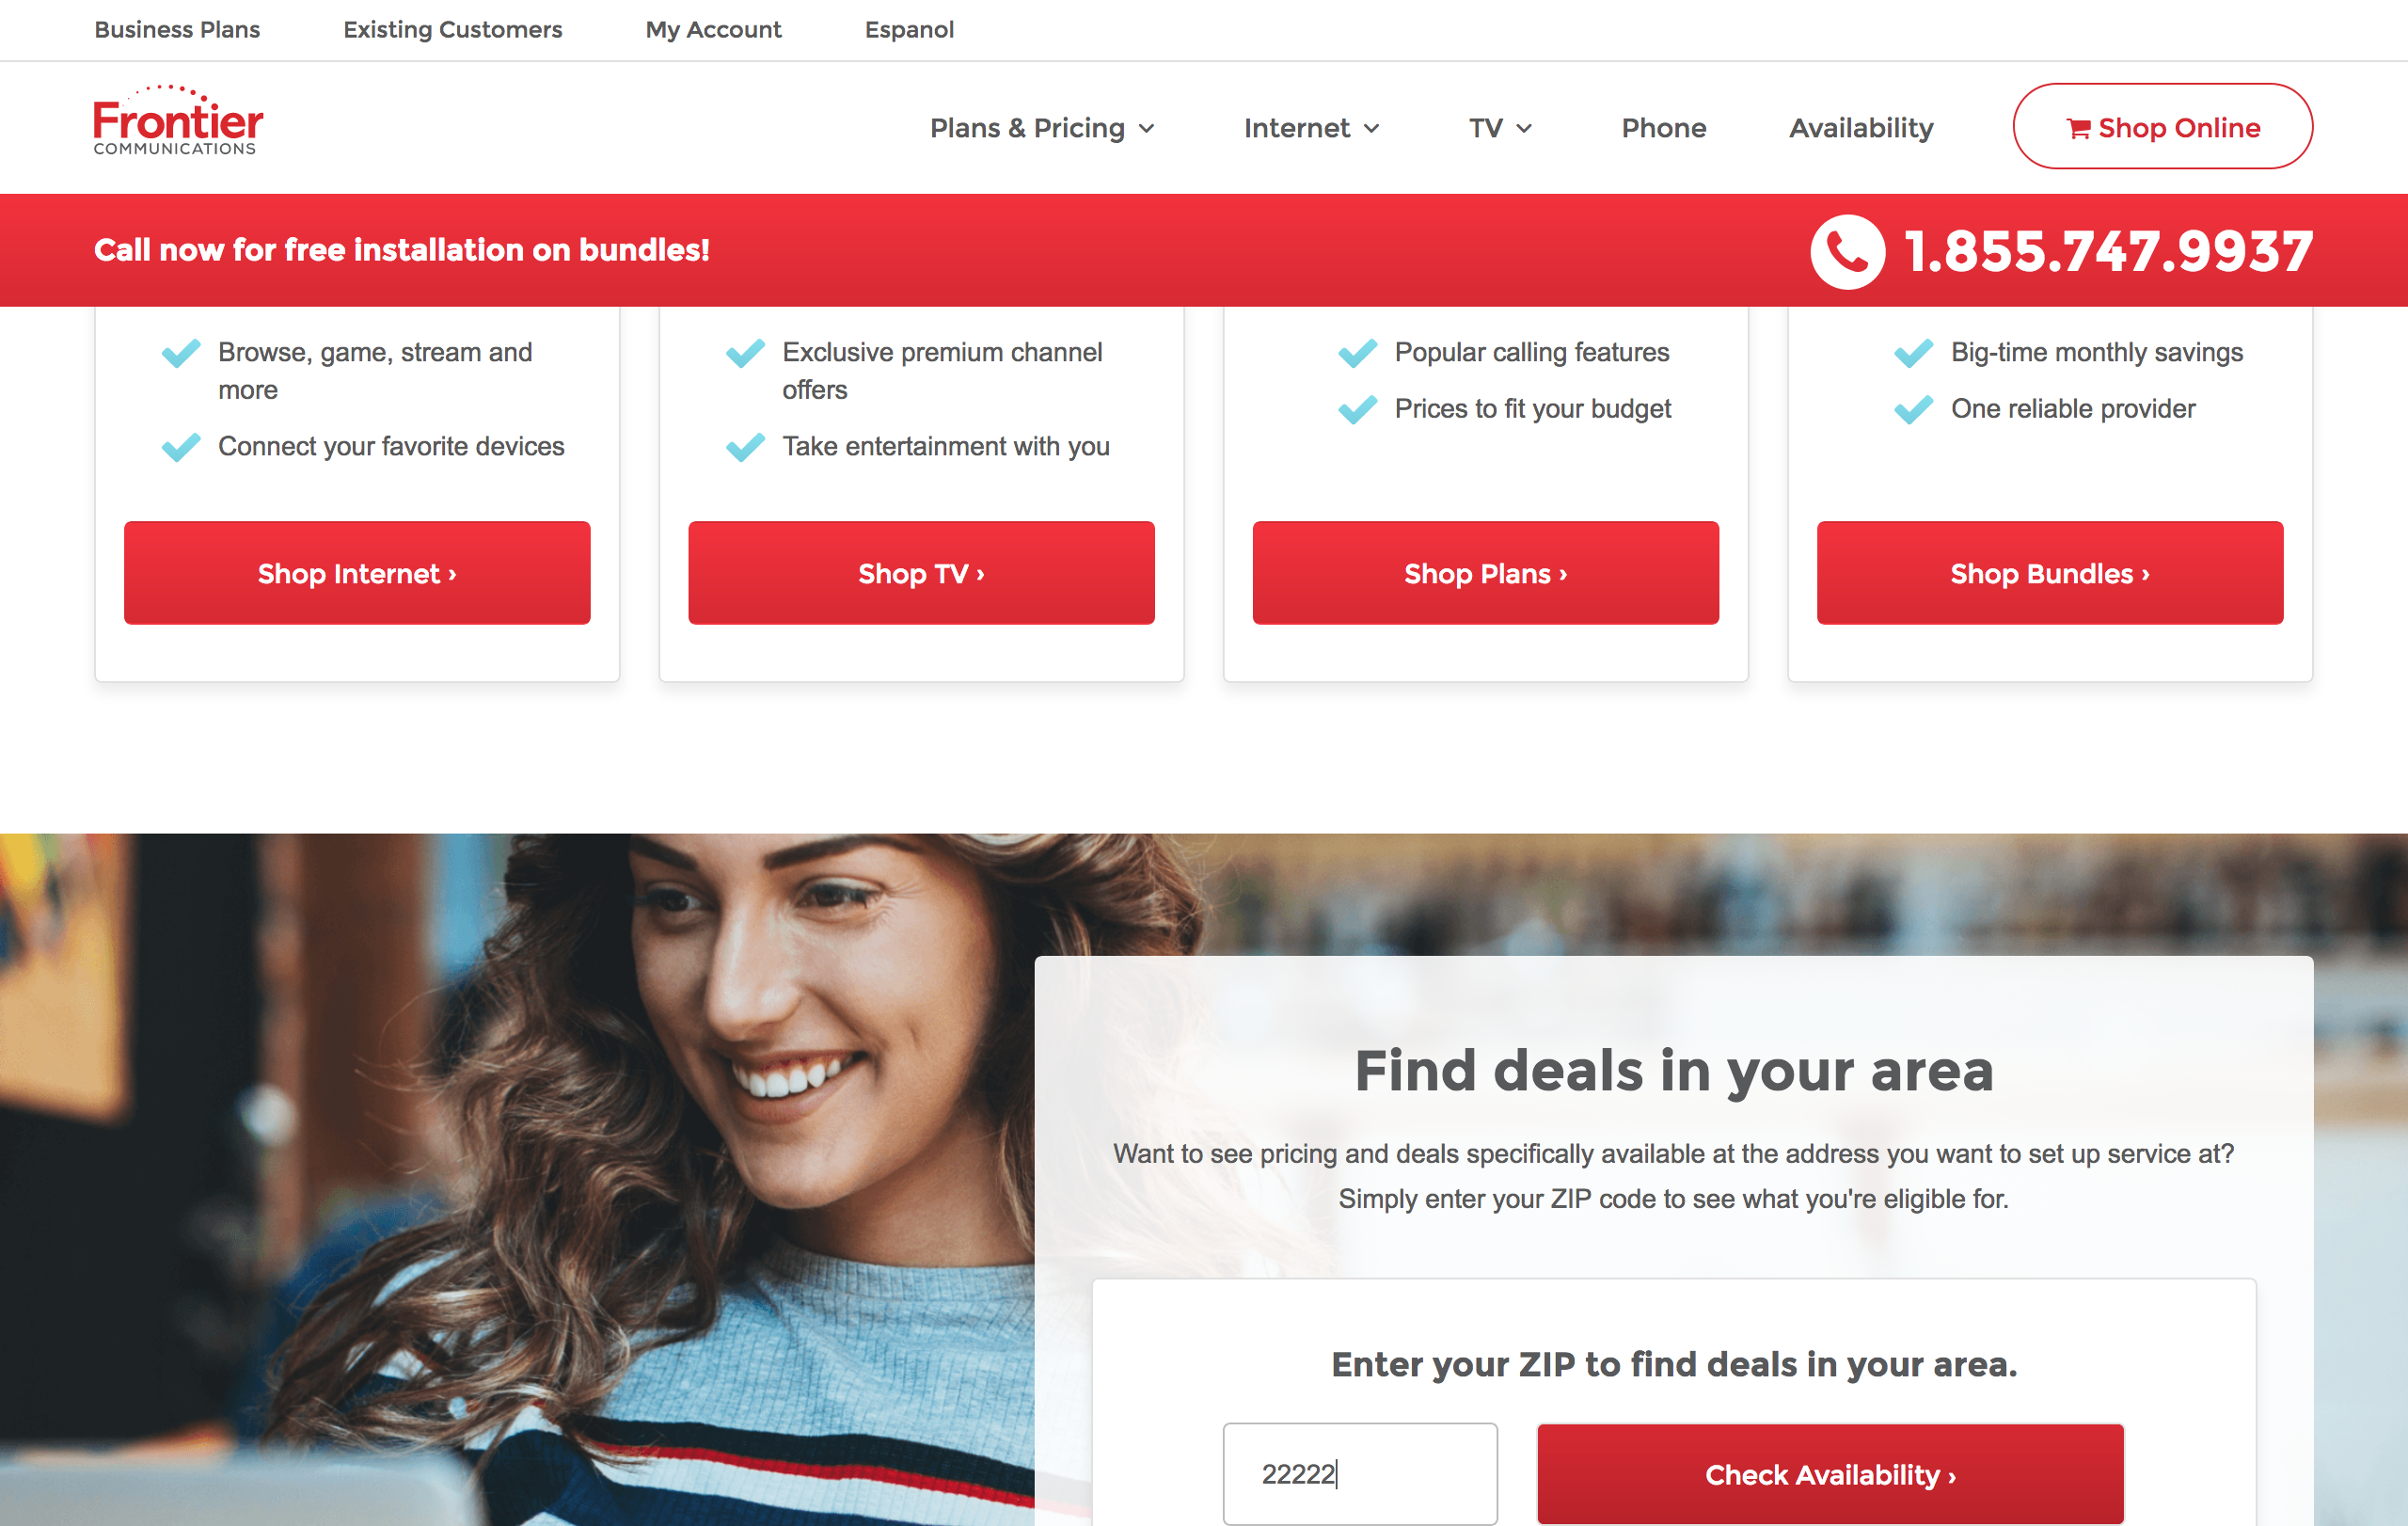 Business Plans Existing Customers My Account Espanol
Frontier
COMMUNICATIONS
Plans & Pricing Internet TV Phone Availability Shop Online
Call now for free installation on bundles! 1.855.747.9937
Browse, game, stream and
more
Connect your favorite devices
Shop Internet ›
Exclusive premium channel
offers
Take entertainment with you
Shop TV ›
Popular calling features
Prices to fit your budget
Shop Plans ›
Big-time monthly savings
One reliable provider
Shop Bundles ›
Find deals in your area
Want to see pricing and deals specifically available at the address you want to set up service at?
Simply enter your ZIP code to see what you're eligible for.
Enter your ZIP to find deals in your area.
22222 Check Availability ›